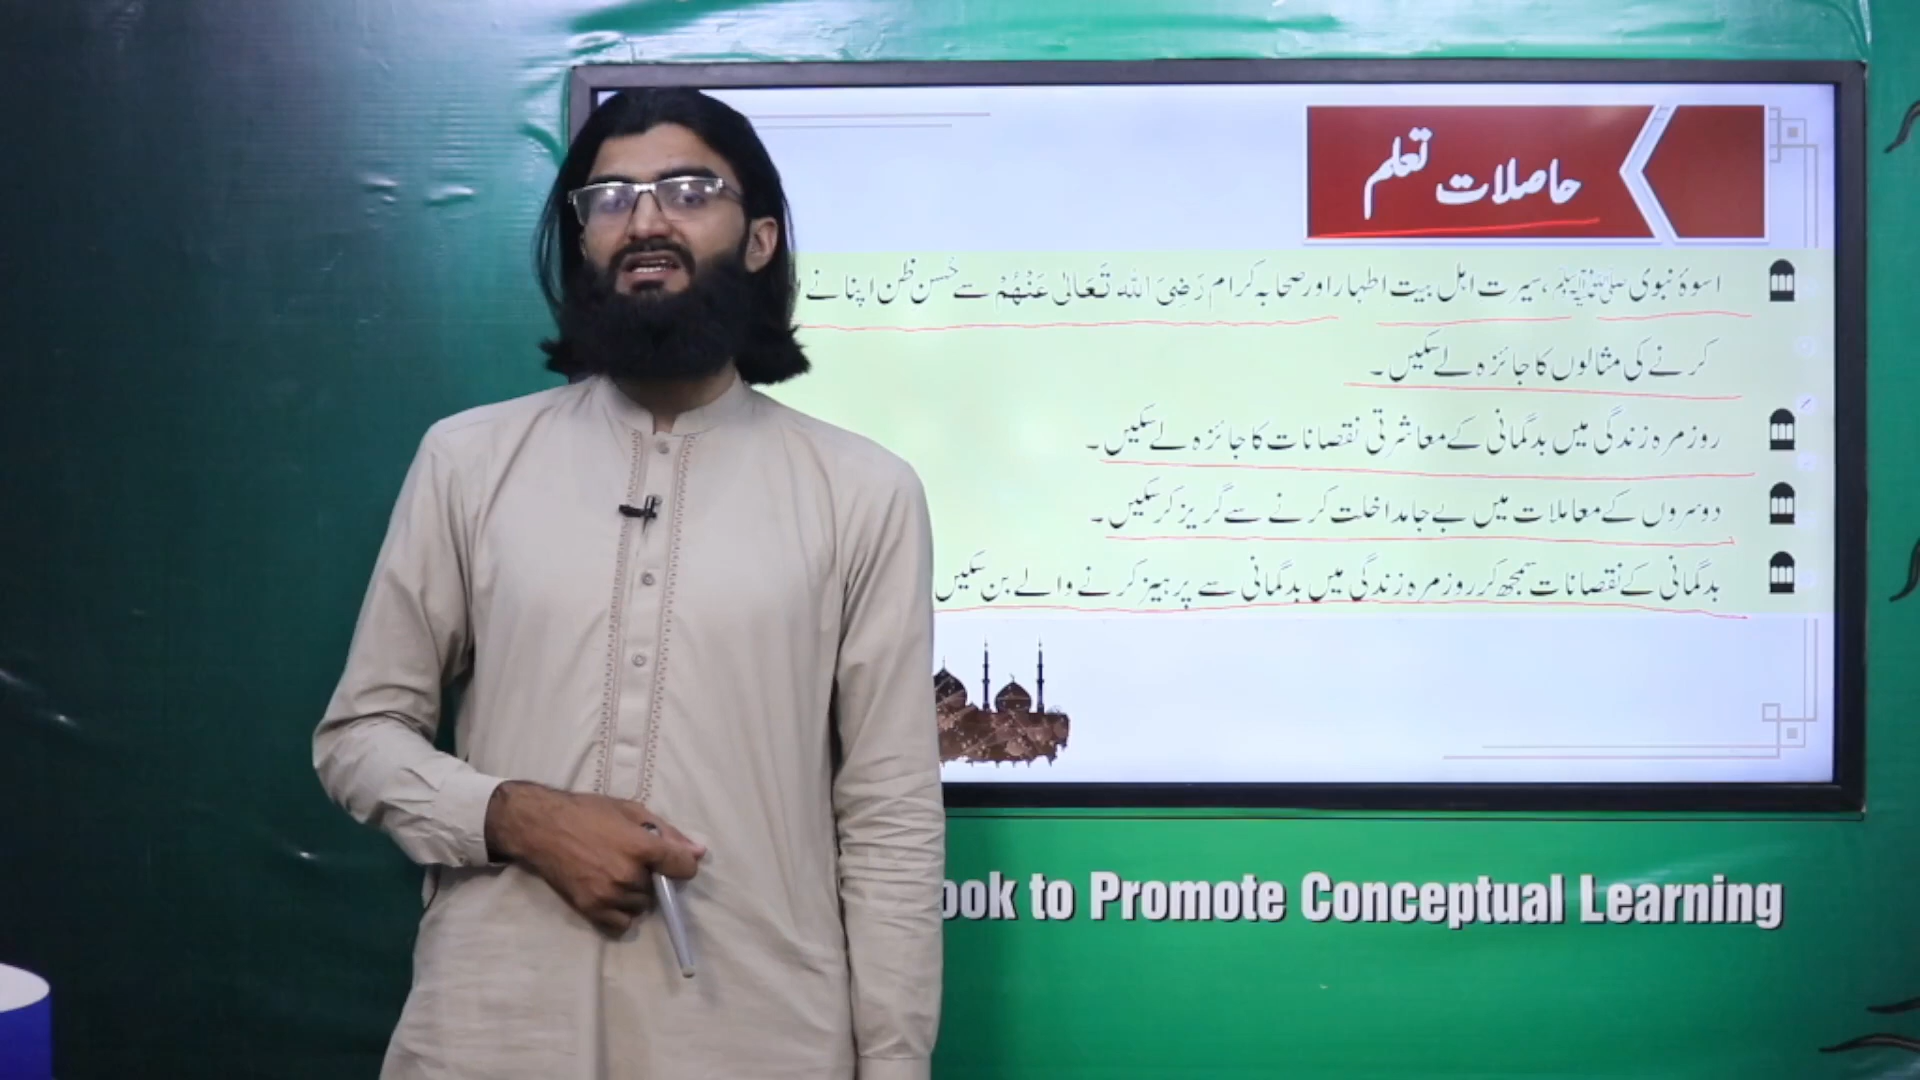 حاصلات تعلم
اسوۂ نبوی ﷺ، سیرت اہل بیت اطہار اور صحابہ کرام رَضِیَ اللّٰہ تَعَالٰی عَنْہُمْ سے حُسن ظن اپنانے
کرنے کی مثالوں کا جائزہ لے سکیں۔
روزمرہ زندگی میں بدگمانی کے معاشرتی نقصانات کا جائزہ لے سکیں۔
دوسروں کے معاملات میں بے جا مداخلت کرنے سے گریز کر سکیں۔
بدگمانی کے نقصانات سمجھ کر روزمرہ زندگی میں بدگمانی سے پرہیز کرنے والے بن سکیں
ook to Promote Conceptual Learning